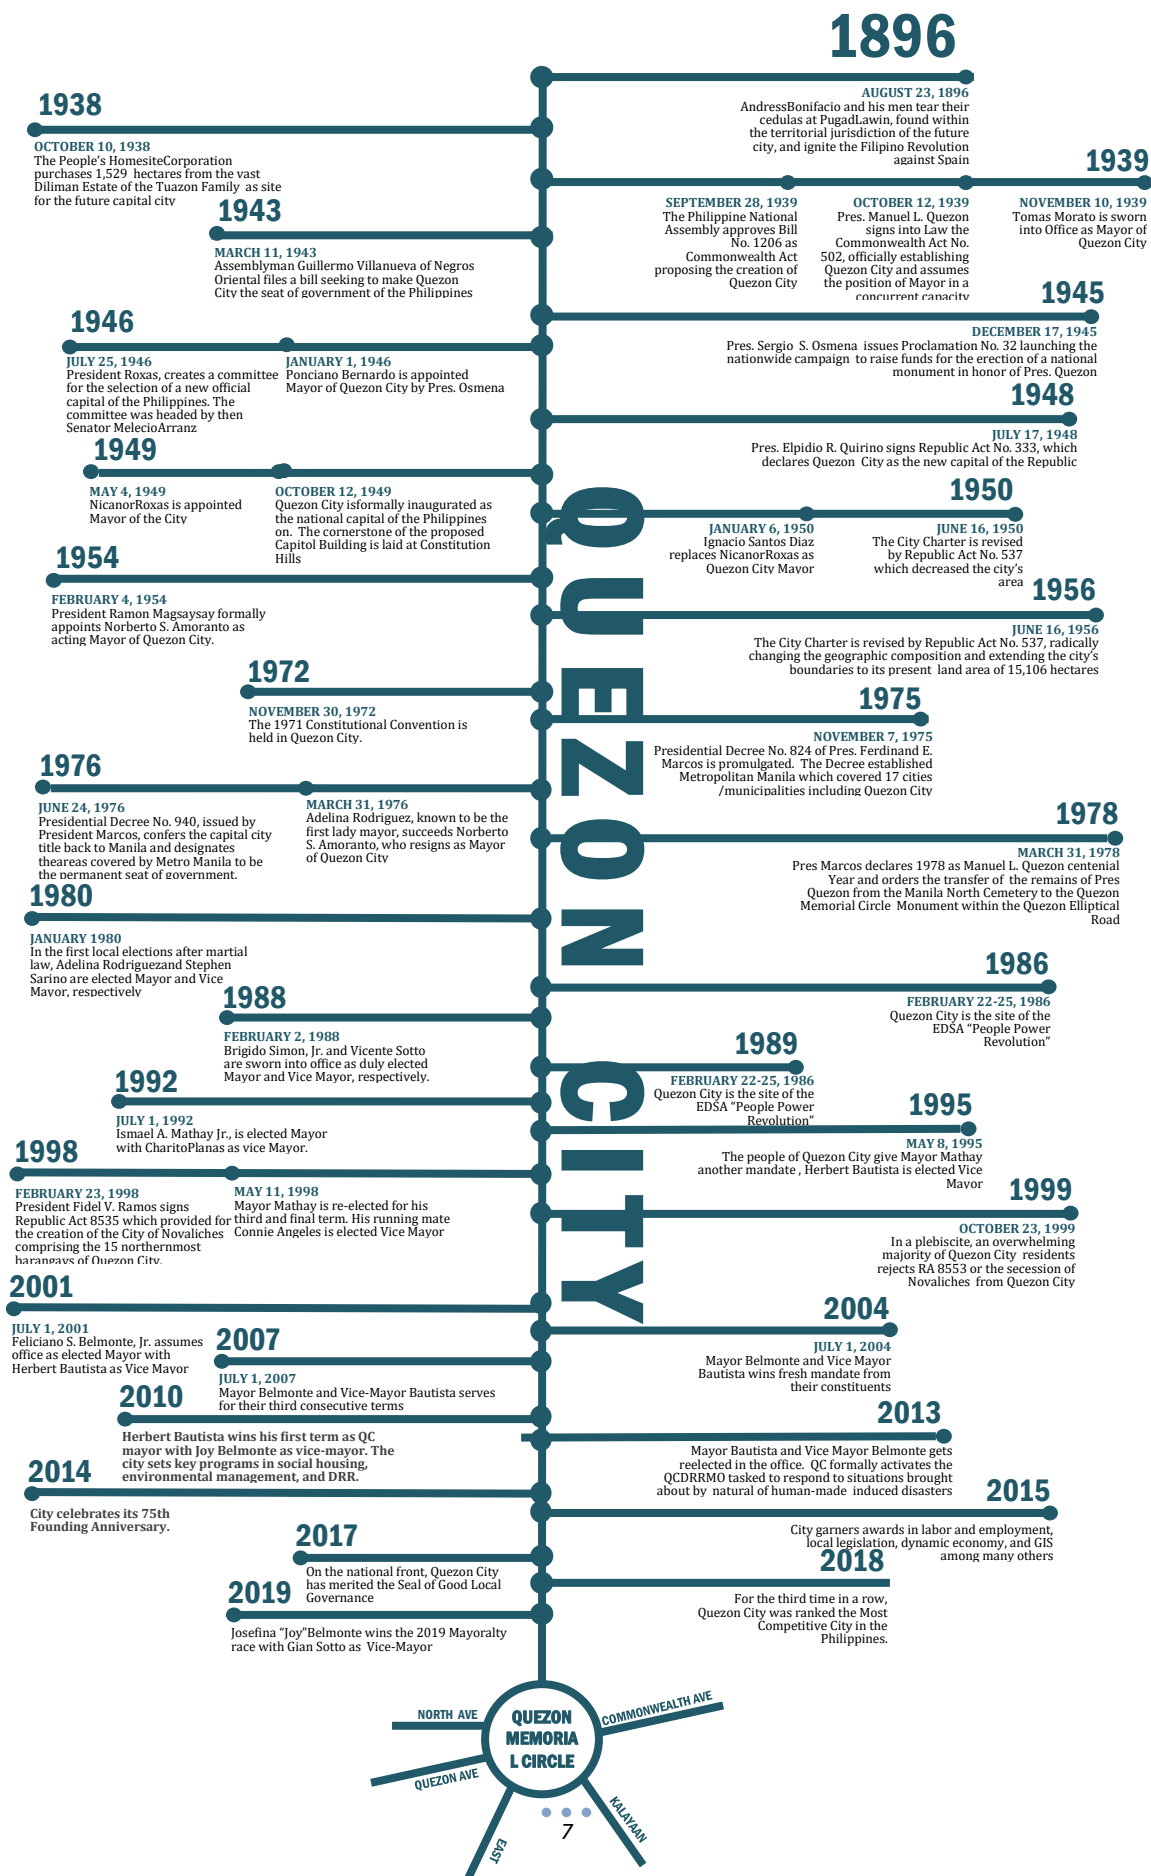 1896
AUGUST 23, 1896
AndressBonifacio and his men tear their
cedulas at PugadLawin, found within
the territorial jurisdiction of the future
city, and ignite the Filipino Revolution
against Spain
1938
OCTOBER 10, 1938
The People's HomesiteCorporation
purchases 1,529 hectares from the vast
Diliman Estate of the Tuazon Family as site
for the future capital city
1939
SEPTEMBER 28, 1939
The Philippine National
Assembly approves Bill
No. 1206 as
Commonwealth Act
proposing the creation of
Quezon City
OCTOBER 12, 1939
Pres. Manuel L. Quezon
signs into Law the
Commonwealth Act No.
502, officially establishing
Quezon City and assumes
the position of Mayor in a
concurrent capacity
NOVEMBER 10, 1939
Tomas Morato is sworn
into Office as Mayor of
Quezon City
1943
MARCH 11, 1943
Assemblyman Guillermo Villanueva of Negros
Oriental files a bill seeking to make Quezon
City the seat of government of the Philippines
1945
DECEMBER 17, 1945
Pres. Sergio S. Osmena issues Proclamation No. 32 launching the
nationwide campaign to raise funds for the erection of a national
monument in honor of Pres. Quezon
1946
JULY 25, 1946
President Roxas, creates a committee
for the selection of a new official
capital of the Philippines. The
committee was headed by then
Senator MelecioArranz
JANUARY 1, 1946
Ponciano Bernardo is appointed
Mayor of Quezon City by Pres. Osmena
1948
JULY 17, 1948
Pres. Elpidio R. Quirino signs Republic Act No. 333, which
declares Quezon City as the new capital of the Republic
1949
MAY 4, 1949
NicanorRoxas is appointed
Mayor of the City
OCTOBER 12, 1949
Quezon City isformally inaugurated as
the national capital of the Philippines
on. The cornerstone of the proposed
Capitol Building is laid at Constitution
Hills
1950
JANUARY 6, 1950
Ignacio Santos Diaz
replaces NicanorRoxas as
Quezon City Mayor
JUNE 16, 1950
The City Charter is revised
by Republic Act No. 537
which decreased the city's
area
1954
FEBRUARY 4, 1954
President Ramon Magsaysay formally
appoints Norberto S. Amoranto as
acting Mayor of Quezon City.
1956
JUNE 16, 1956
The City Charter is revised by Republic Act No. 537, radically
changing the geographic composition and extending the city's
boundaries to its present land area of 15,106 hectares
1972
NOVEMBER 30, 1972
The 1971 Constitutional Convention is
held in Quezon City.
1975
NOVEMBER 7, 1975
Presidential Decree No. 824 of Pres. Ferdinand E.
Marcos is promulgated. The Decree established
Metropolitan Manila which covered 17 cities
/municipalities including Quezon City
1976
JUNE 24, 1976
Presidential Decree No. 940, issued by
President Marcos, confers the capital city
title back to Manila and designates
theareas covered by Metro Manila to be
the permanent seat of government.
MARCH 31, 1976
Adelina Rodriguez, known to be the
first lady mayor, succeeds Norberto
S. Amoranto, who resigns as Mayor
of Quezon City
1978
MARCH 31, 1978
Pres Marcos declares 1978 as Manuel L. Quezon centenial
Year and orders the transfer of the remains of Pres
Quezon from the Manila North Cemetery to the Quezon
Memorial Circle Monument within the Quezon Elliptical
Road
1980
JANUARY 1980
In the first local elections after martial
law, Adelina Rodriguezand Stephen
Sarino are elected Mayor and Vice
Mayor, respectively
1986
FEBRUARY 22-25, 1986
Quezon City is the site of the
EDSA “People Power
Revolution”
1988
FEBRUARY 2, 1988
Brigido Simon, Jr. and Vicente Sotto
are sworn into office as duly elected
Mayor and Vice Mayor, respectively.
1989
FEBRUARY 22-25, 1986
Quezon City is the site of the
EDSA “People Power
Revolution”
1992
JULY 1, 1992
Ismael A. Mathay Jr., is elected Mayor
with CharitoPlanas as vice Mayor.
1995
MAY 8, 1995
The people of Quezon City give Mayor Mathay
another mandate , Herbert Bautista is elected Vice
Mayor
1998
FEBRUARY 23, 1998
President Fidel V. Ramos signs
Republic Act 8535 which provided for
the creation of the City of Novaliches
comprising the 15 northernmost
barangays of Quezon City.
MAY 11, 1998
Mayor Mathay is re-elected for his
third and final term. His running mate
Connie Angeles is elected Vice Mayor
1999
OCTOBER 23, 1999
In a plebiscite, an overwhelming
majority of Quezon City residents
rejects RA 8553 or the secession of
Novaliches from Quezon City
2001
JULY 1, 2001
Feliciano S. Belmonte, Jr. assumes
office as elected Mayor with
Herbert Bautista as Vice Mayor
2004
JULY 1, 2004
Mayor Belmonte and Vice Mayor
Bautista wins fresh mandate from
their constituents
2007
JULY 1, 2007
Mayor Belmonte and Vice-Mayor Bautista serves
for their third consecutive terms
2010
Herbert Bautista wins his first term as QC
mayor with Joy Belmonte as vice-mayor. The
city sets key programs in social housing,
environmental management, and DRR.
2013
Mayor Bautista and Vice Mayor Belmonte gets
reelected in the office. QC formally activates the
QCDRRMO tasked to respond to situations brought
about by natural of human-made induced disasters
2014
City celebrates its 75th
Founding Anniversary.
2015
City garners awards in labor and employment,
local legislation, dynamic economy, and GIS
among many others
2017
On the national front, Quezon City
has merited the Seal of Good Local
Governance
2018
For the third time in a row,
Quezon City was ranked the Most
Competitive City in the
Philippines.
2019
Josefina “Joy”Belmonte wins the 2019 Mayoralty
race with Gian Sotto as Vice-Mayor
QUEZON CITY
NORTH AVE
COMMONWEALTH AVE
QUEZON
MEMORIA
L CIRCLE
QUEZON AVE
KALAYAAN
EAST
7